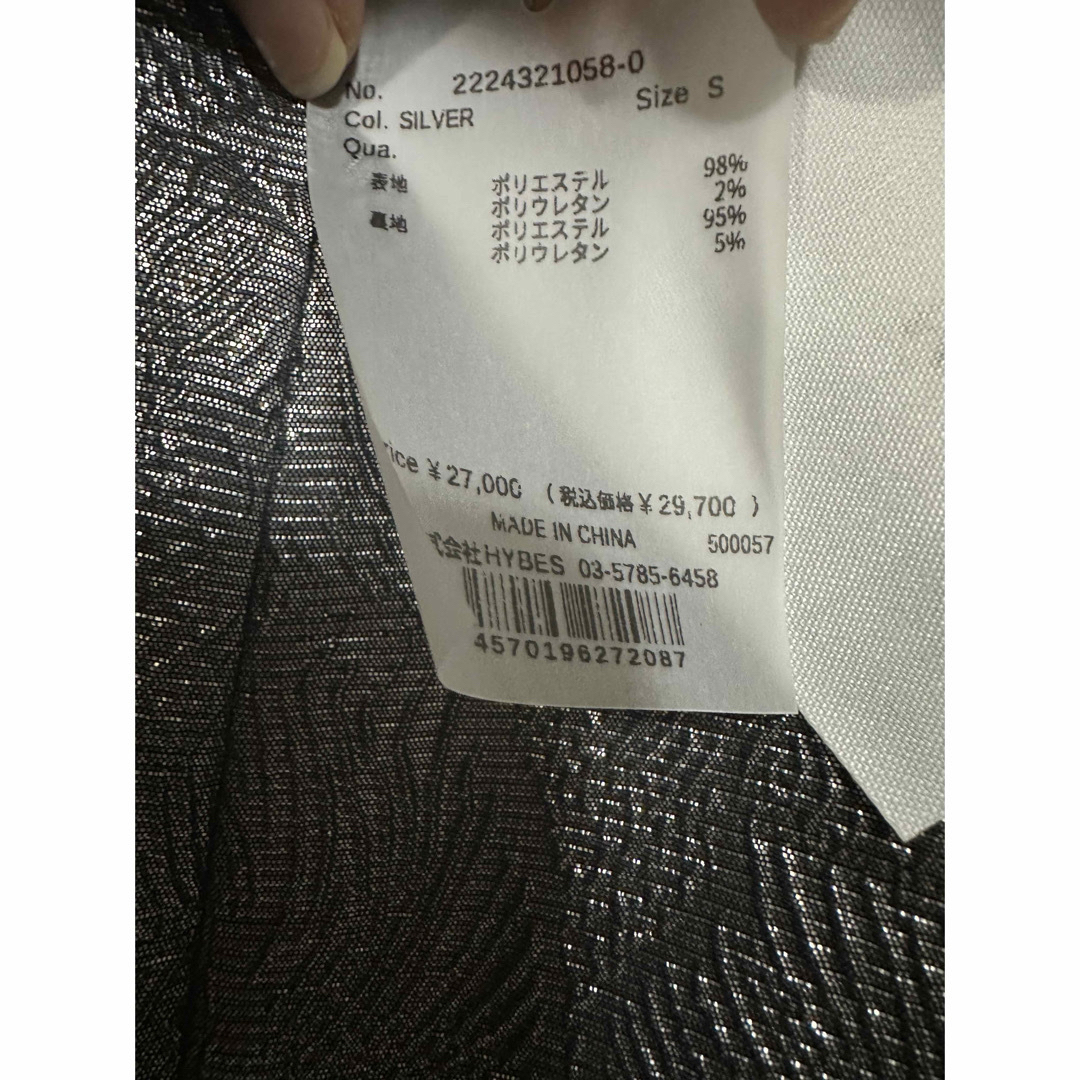 No. 2224321058-0
Col. SILVER Size S
Qua.
表地 ポリエステル 98%
ポリウレタン 2%
裏地 ポリエステル 95%
ポリウレタン 5%
rice ¥27,000 (税込価格¥29,700)
MADE IN CHINA 500057
式会社HYBES 03-5785-6458
4570196272087